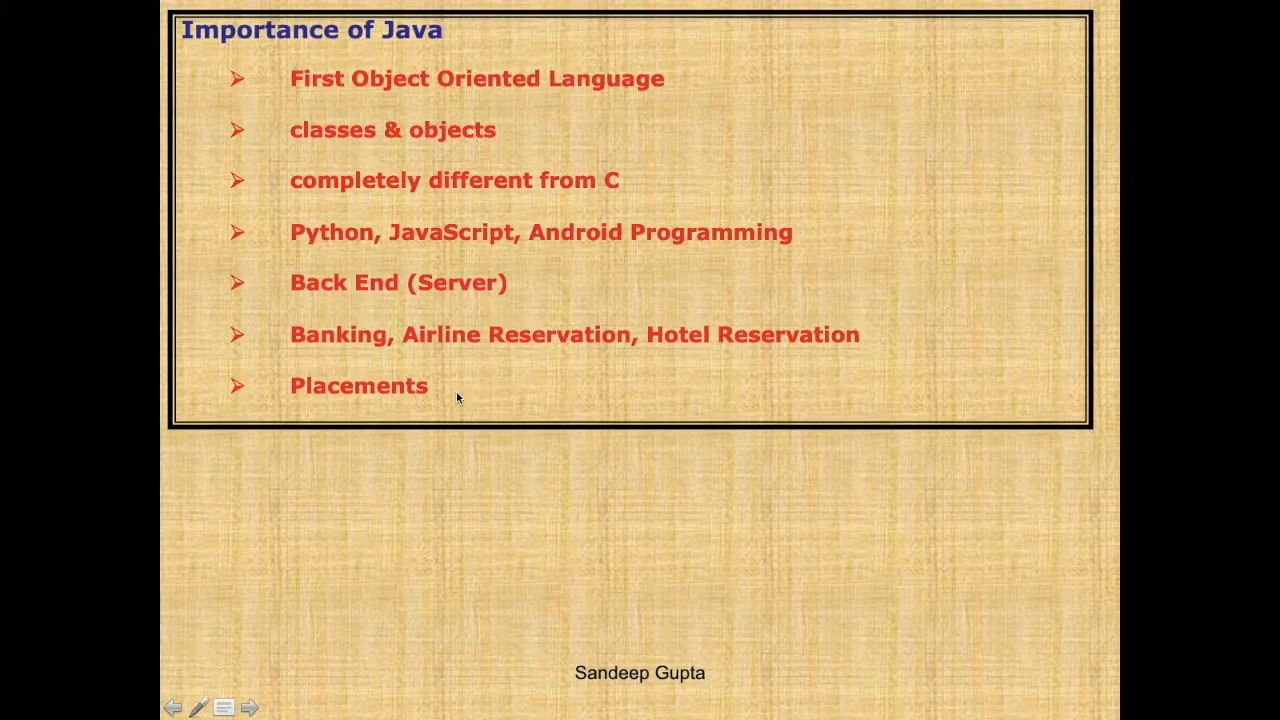 Importance of Java
First Object Oriented Language
classes & objects
completely different from C
Python, JavaScript, Android Programming
Back End (Server)
Banking, Airline Reservation, Hotel Reservation
Placements
Sandeep Gupta